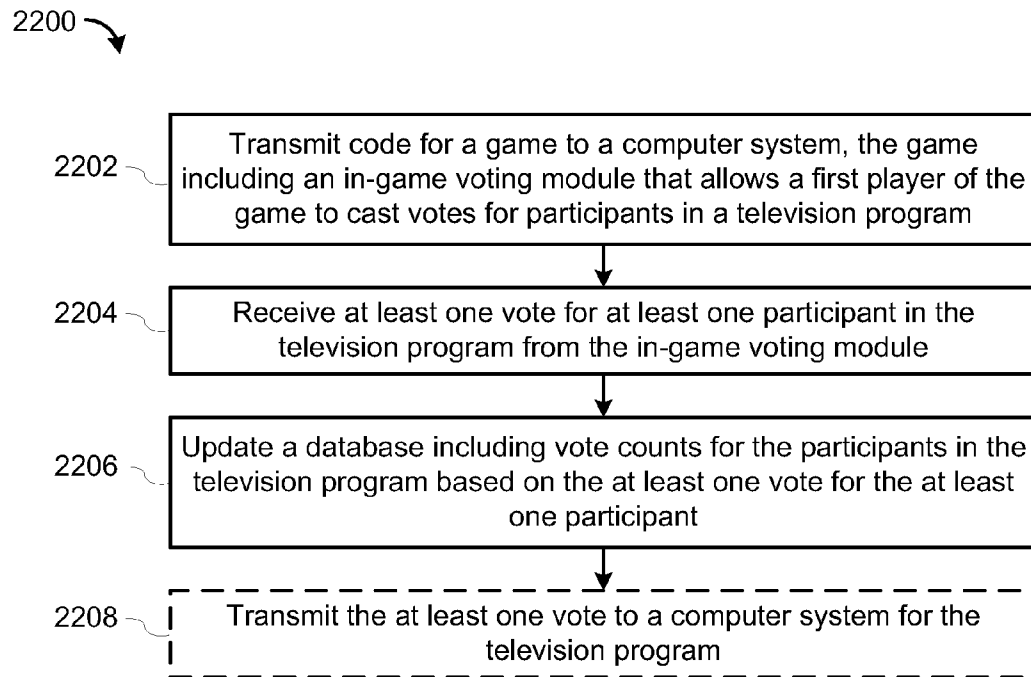 2200
2202
Transmit code for a game to a computer system, the game
including an in-game voting module that allows a first player of the
game to cast votes for participants in a television program
2204
Receive at least one vote for at least one participant in the
television program from the in-game voting module
2206
Update a database including vote counts for the participants in the
television program based on the at least one vote for the at least
one participant
2208
Transmit the at least one vote to a computer system for the
television program